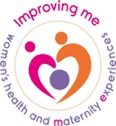 Improving me
women's health and maternity experiences